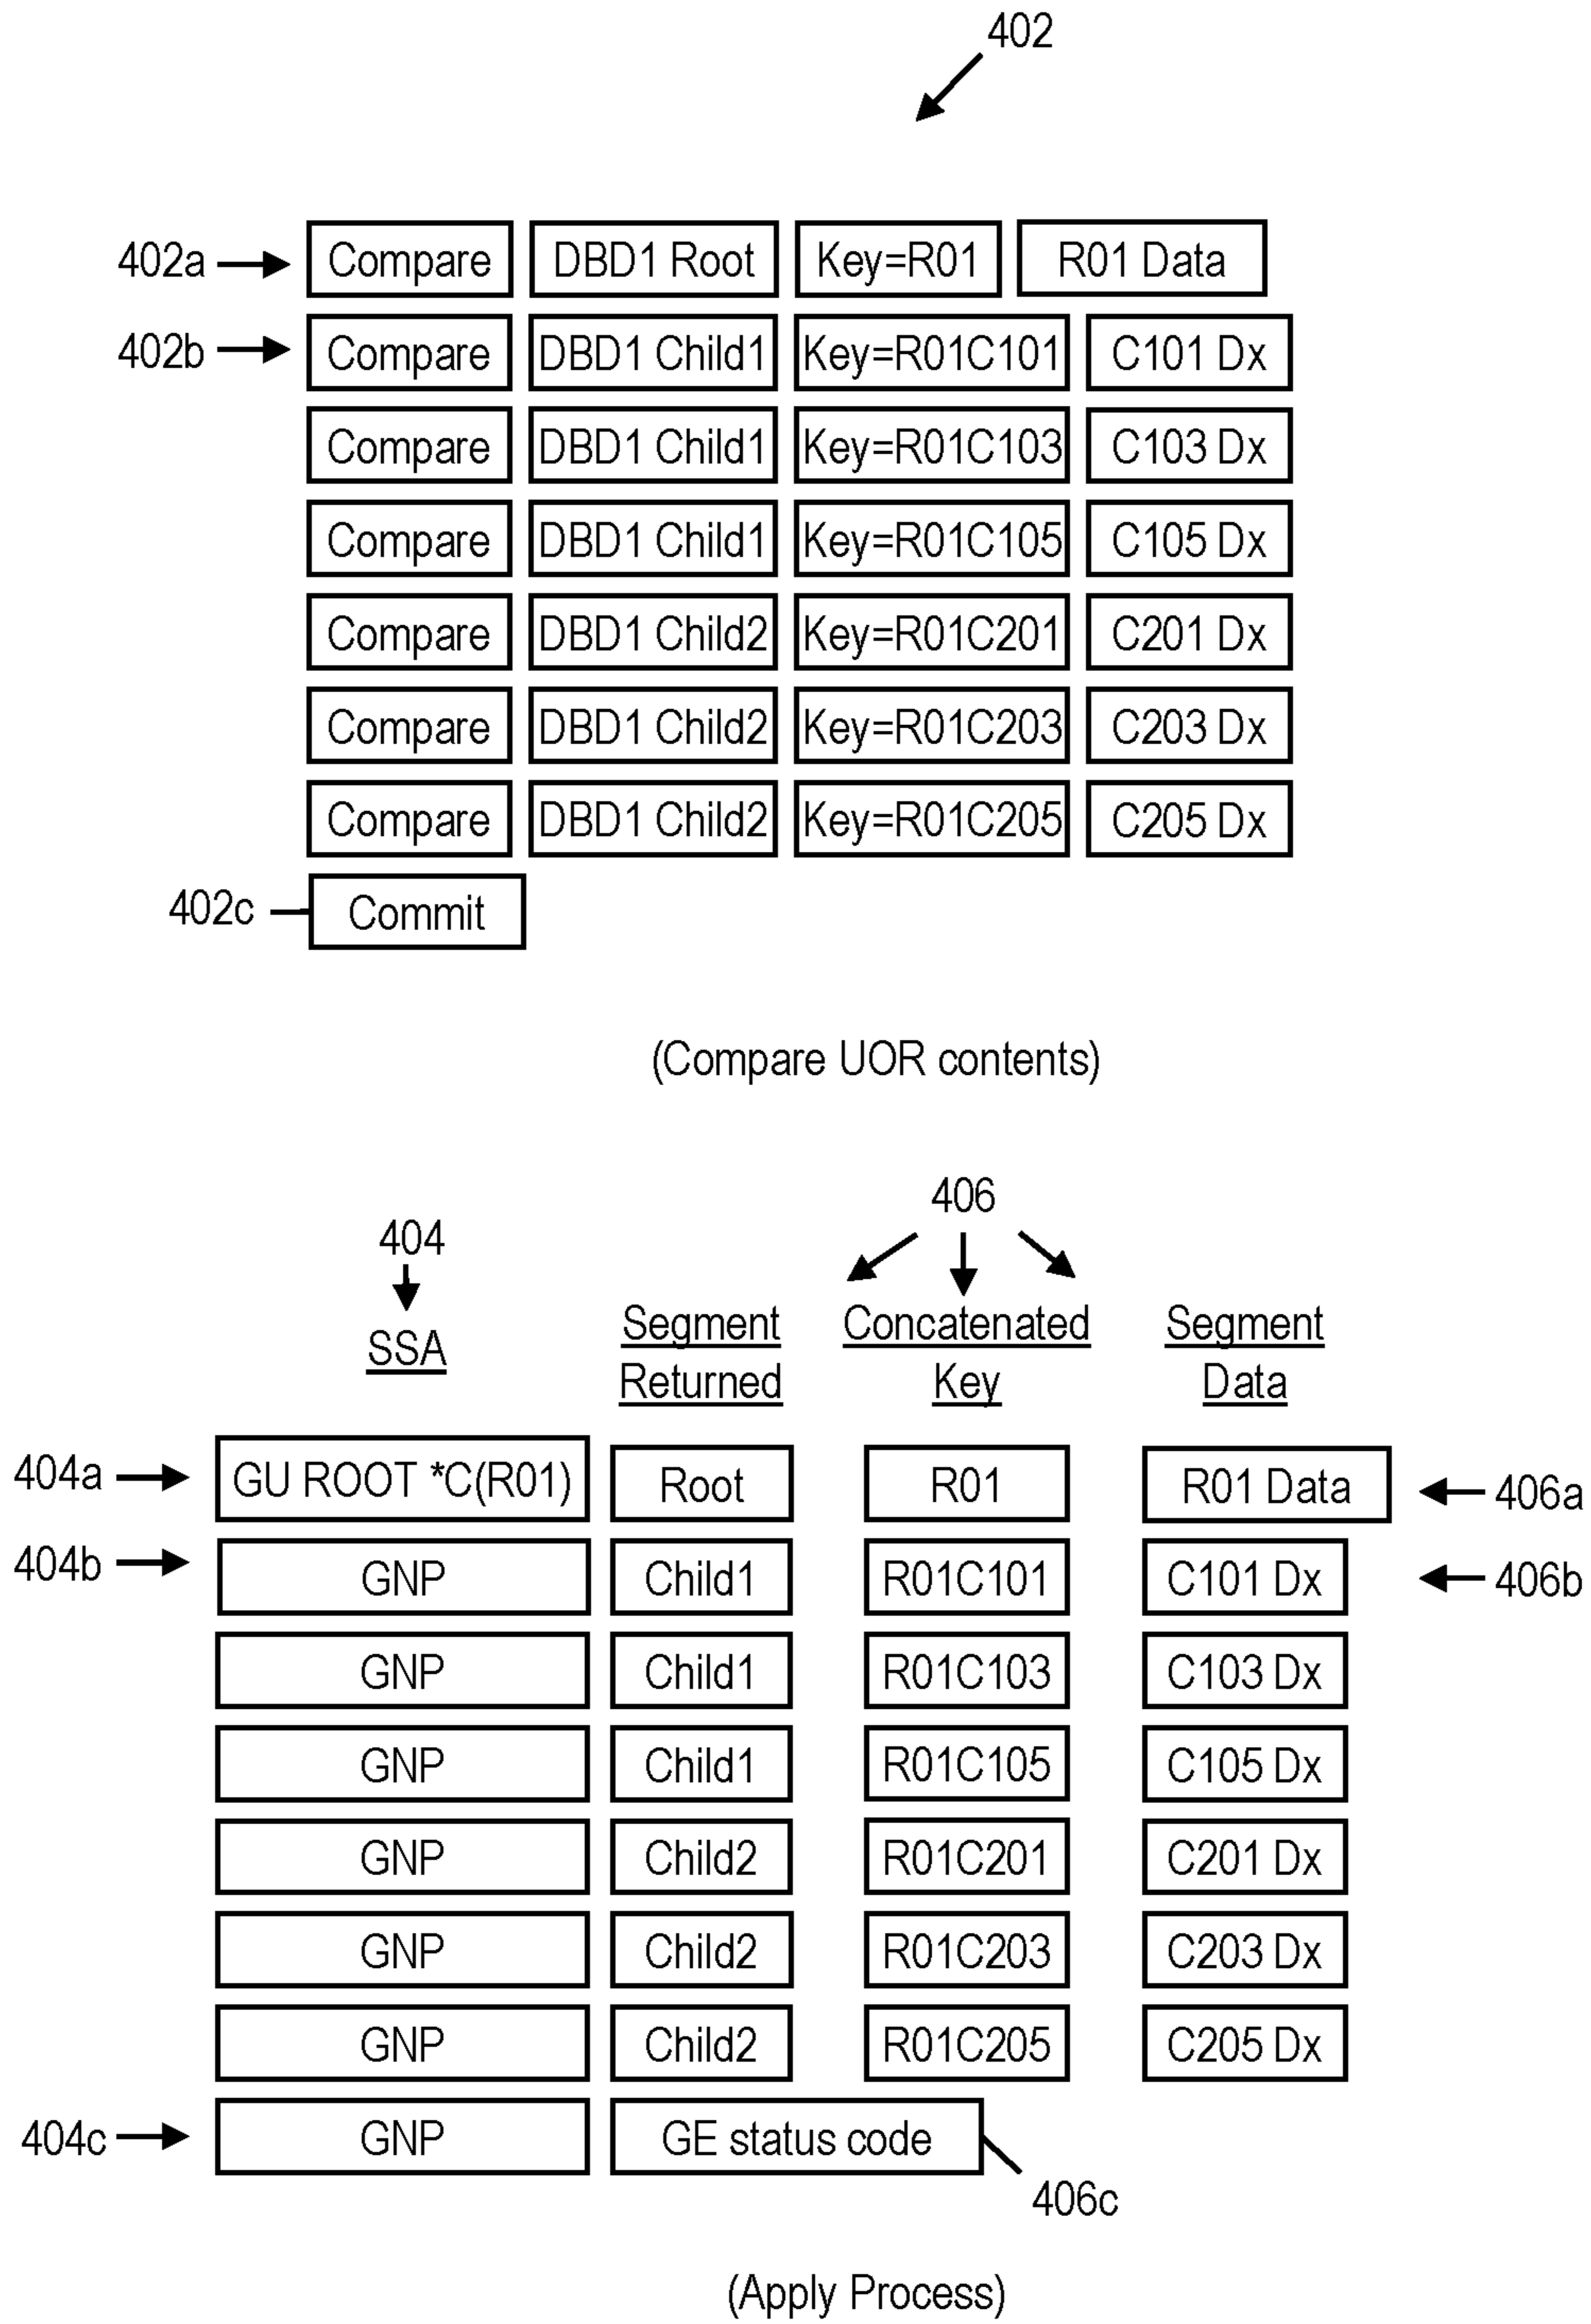 402
402a Compare DBD1 Root Key=R01 R01 Data
402b Compare DBD1 Child1 Key=R01C101 C101 Dx
Compare DBD1 Child1 Key=R01C103 C103 Dx
Compare DBD1 Child1 Key=R01C105 C105 Dx
Compare DBD1 Child2 Key=R01C201 C201 Dx
Compare DBD1 Child2 Key=R01C203 C203 Dx
Compare DBD1 Child2 Key=R01C205 C205 Dx
402c Commit
(Compare UOR contents)
406
404
SSA
Segment Concatenated Segment
Returned Key Data
404a GU ROOT *C(R01) Root R01 R01 Data 406a
404b GNP Child1 R01C101 C101 Dx 406b
GNP Child1 R01C103 C103 Dx
GNP Child1 R01C105 C105 Dx
GNP Child2 R01C201 C201 Dx
GNP Child2 R01C203 C203 Dx
GNP Child2 R01C205 C205 Dx
404c GNP GE status code
406c
(Apply Process)